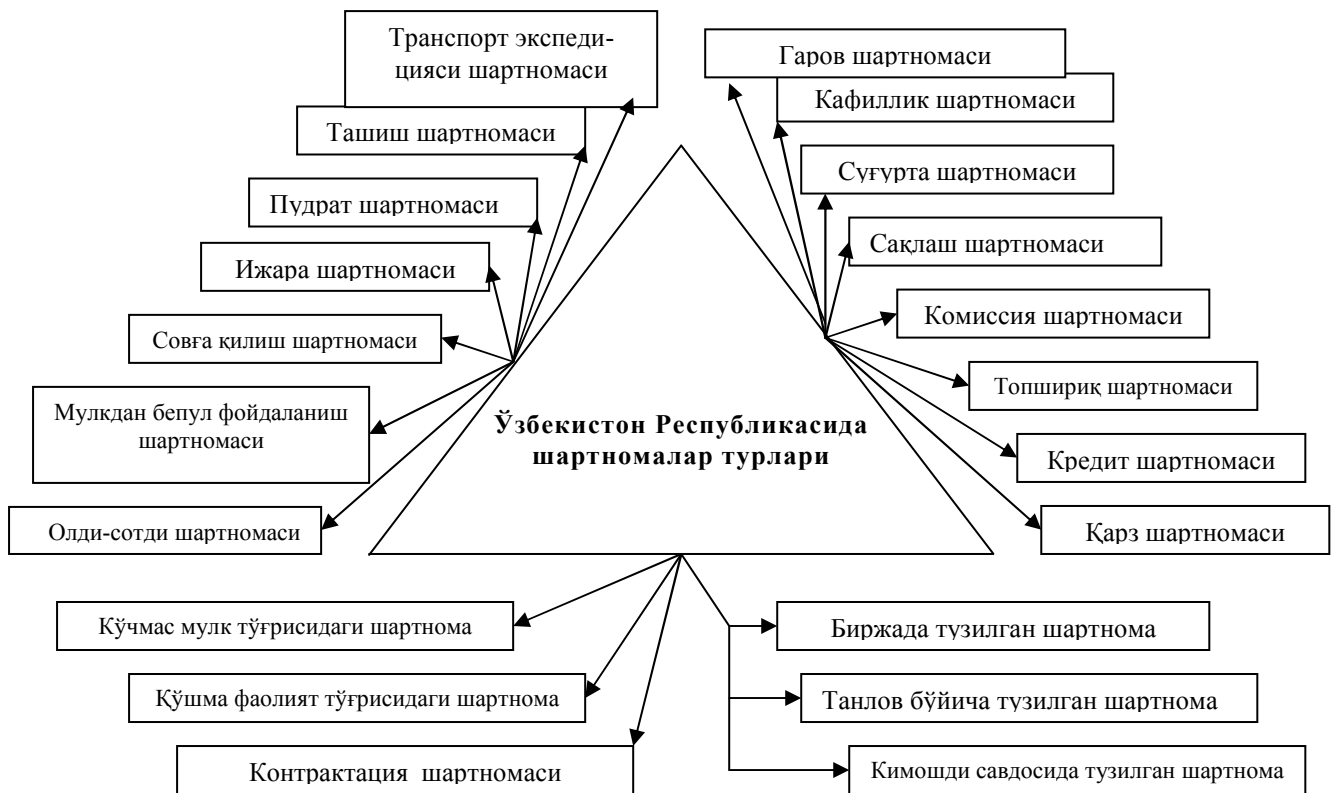 Транспорт экспеди-
цияси шартномаси
Ташиш шартномаси
Пудрат шартномаси
Ижара шартномаси
Совға қилиш шартномаси
Мулкдан бепул фойдаланиш
шартномаси
Олди-сотди шартномаси
Гаров шартномаси
Кафиллик шартномаси
Суғурта шартномаси
Сақлаш шартномаси
Комиссия шартномаси
Топшириқ шартномаси
Кредит шартномаси
Қарз шартномаси
Ўзбекистон Республикасида
шартномалар турлари
Кўчмас мулк тўғрисидаги шартнома
Қўшма фаолият тўғрисидаги шартнома
Контрактация шартномаси
Биржада тузилган шартнома
Танлов бўйича тузилган шартнома
Кимошди савдосида тузилган шартнома